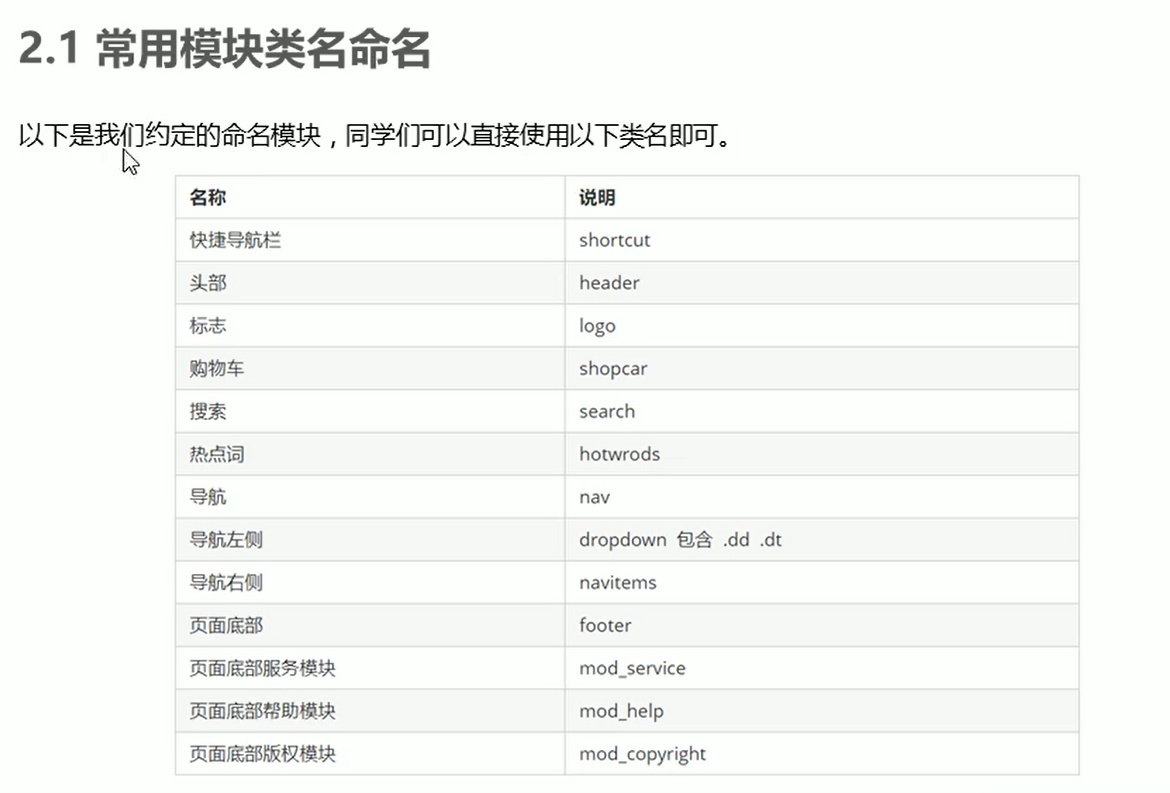 2.1 常用模块类名命名
以下是我们约定的命名模块，同学们可以直接使用以下类名即可。
名称 说明
快捷导航栏 shortcut
头部 header
标志 logo
购物车 shopcar
搜索 search
热点词 hotwrods
导航 nav
导航左侧 dropdown 包含 .dd .dt
导航右侧 navitems
页面底部 footer
页面底部服务模块 mod_service
页面底部帮助模块 mod_help
页面底部版权模块 mod_copyright